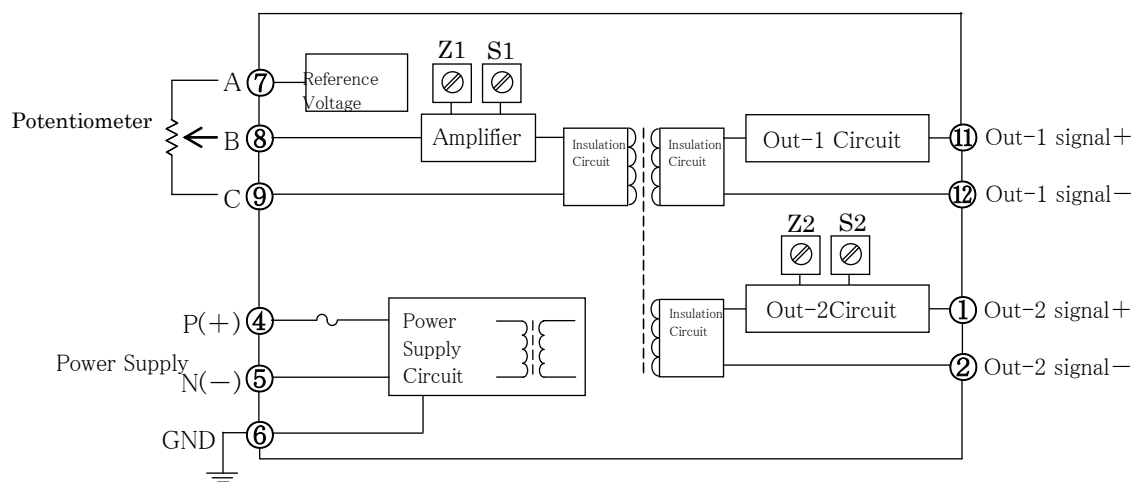 Z1
S1
A
⑦
Reference
Voltage
Potentiometer
B
⑧
Amplifier
Insulation
Circuit
Insulation
Circuit
Out-1 Circuit
⑪
Out-1 signal+
C
⑨
⑫
Out-1 signal−
Z2
S2
P(+)
④
Power
Supply
Circuit
Insulation
Circuit
Out-2Circuit
①
Out-2 signal+
Power Supply
N(−)
⑤
②
Out-2 signal−
GND
⑥